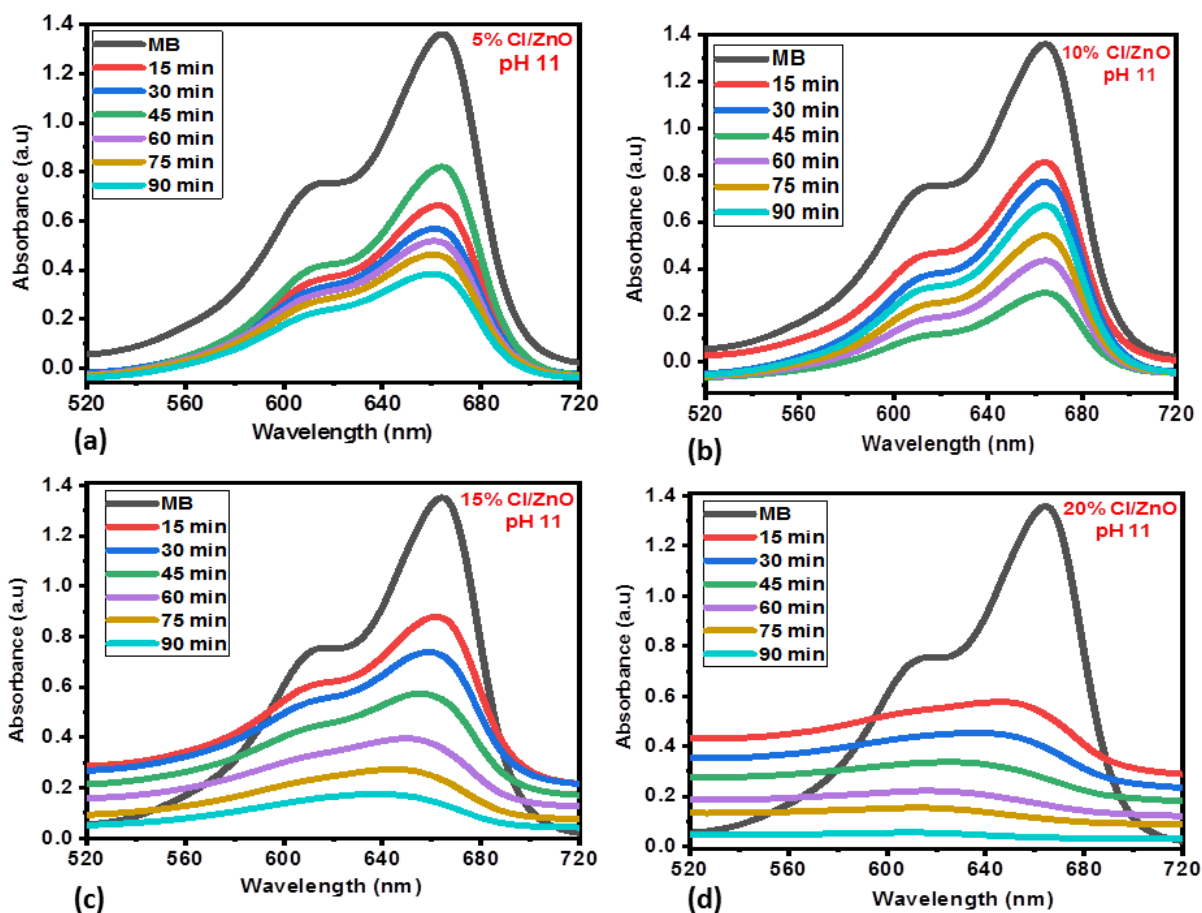 5% Cl/ZnO
pH 11
MB
15 min
30 min
45 min
60 min
75 min
90 min
Absorbance (a.u)
1.4
1.2
1.0
0.8
0.6
0.4
0.2
0.0
520 560 600 640 680 720
Wavelength (nm)
(a)
10% Cl/ZnO
pH 11
MB
15 min
30 min
45 min
60 min
75 min
90 min
Absorbance (a.u)
1.4
1.2
1.0
0.8
0.6
0.4
0.2
0.0
520 560 600 640 680 720
Wavelength (nm)
(b)
15% Cl/ZnO
pH 11
MB
15 min
30 min
45 min
60 min
75 min
90 min
Absorbance (a.u)
1.4
1.2
1.0
0.8
0.6
0.4
0.2
0.0
520 560 600 640 680 720
Wavelength (nm)
(c)
20% Cl/ZnO
pH 11
MB
15 min
30 min
45 min
60 min
75 min
90 min
Absorbance (a.u)
1.4
1.2
1.0
0.8
0.6
0.4
0.2
0.0
520 560 600 640 680 720
Wavelength (nm)
(d)